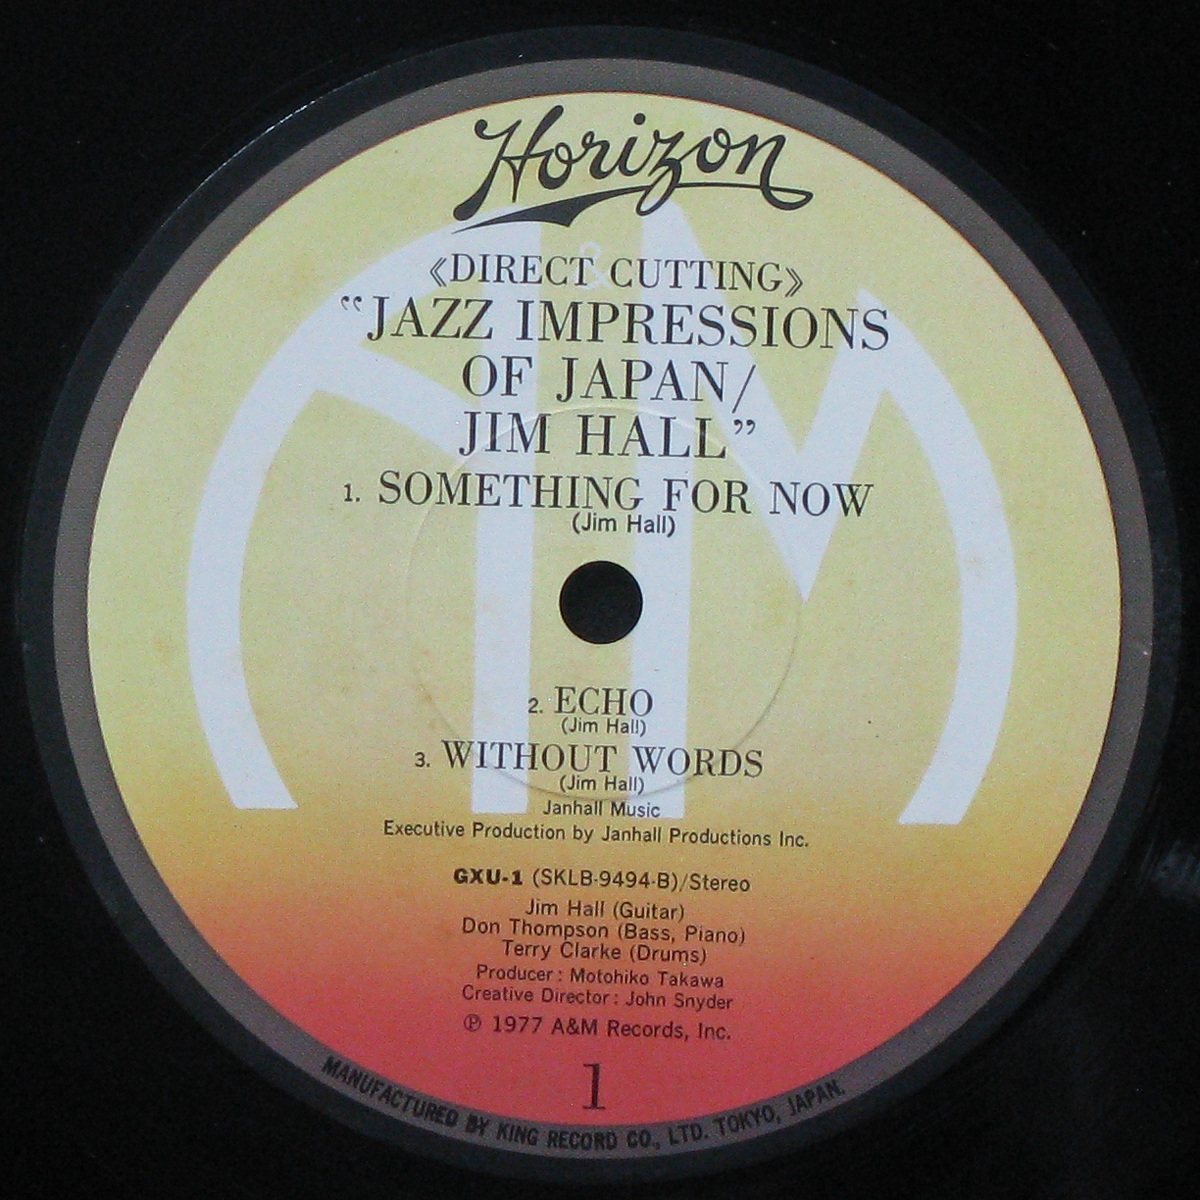 Horizon
A&M
《DIRECT CUTTING》
“JAZZ IMPRESSIONS
OF JAPAN/
JIM HALL”
1. SOMETHING FOR NOW
(Jim Hall)
2. ECHO
(Jim Hall)
3. WITHOUT WORDS
(Jim Hall)
Janhall Music
Executive Production by Janhall Productions Inc.
GXU-1 (SKLB-9494-B)/Stereo
Jim Hall (Guitar)
Don Thompson (Bass, Piano)
Terry Clarke (Drums)
Producer: Motohiko Takawa
Creative Director: John Snyder
℗ 1977 A&M Records, Inc.
1
MANUFACTURED BY KING RECORD CO., LTD. TOKYO, JAPAN.